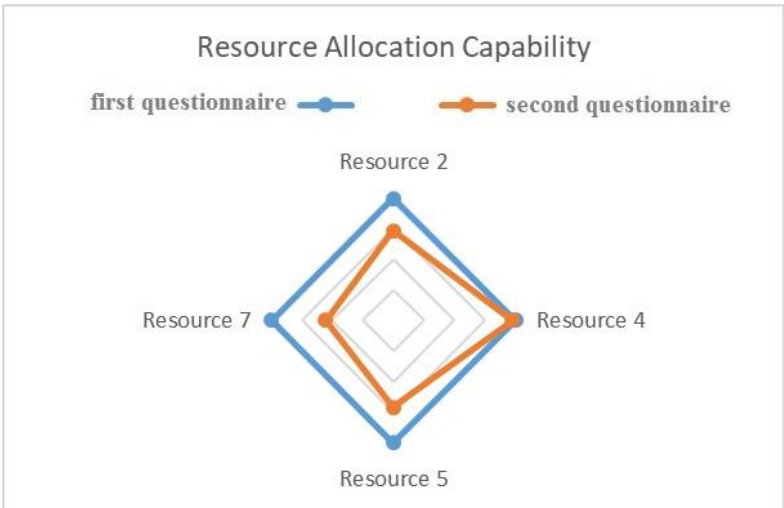 Resource Allocation Capability
first questionnaire
second questionnaire
Resource 2
Resource 7
Resource 4
Resource 5